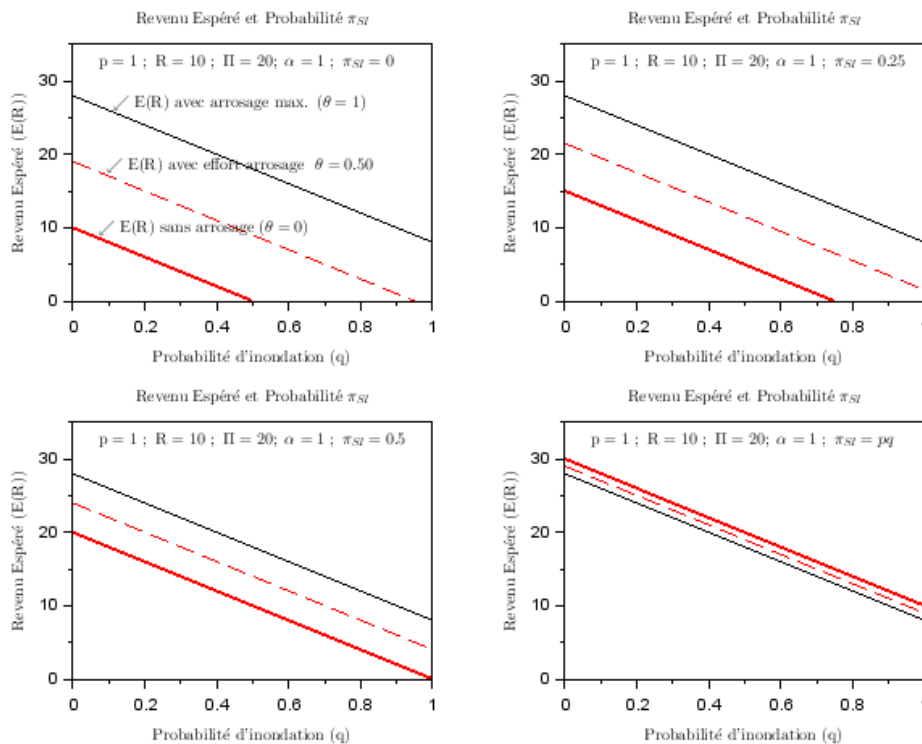 Revenu Espéré et Probabilité π_SI
p = 1 ; R = 10 ; Π = 20; α = 1 ; π_SI = 0
E(R) avec arrosage max. (θ = 1)
E(R) avec effort arrosage θ = 0.50
E(R) sans arrosage (θ = 0)
Revenu Espéré (E(R))
30
20
10
0
0 0.2 0.4 0.6 0.8 1
Probabilité d'inondation (q)
Revenu Espéré et Probabilité π_SI
p = 1 ; R = 10 ; Π = 20; α = 1 ; π_SI = 0.25
Revenu Espéré (E(R))
30
20
10
0
0 0.2 0.4 0.6 0.8 1
Probabilité d'inondation (q)
Revenu Espéré et Probabilité π_SI
p = 1 ; R = 10 ; Π = 20; α = 1 ; π_SI = 0.5
Revenu Espéré (E(R))
30
20
10
0
0 0.2 0.4 0.6 0.8 1
Probabilité d'inondation (q)
Revenu Espéré et Probabilité π_SI
p = 1 ; R = 10 ; Π = 20; α = 1 ; π_SI = pq
Revenu Espéré (E(R))
30
20
10
0
0 0.2 0.4 0.6 0.8
Probabilité d'inondation (q)